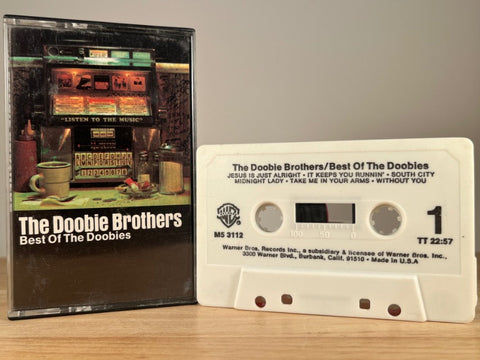 "LISTEN TO THE MUSIC"
The Doobie Brothers
Best Of The Doobies
The Doobie Brothers/Best Of The Doobies
JESUS IS JUST ALRIGHT • IT KEEPS YOU RUNNIN' • SOUTH CITY
MIDNIGHT LADY • TAKE ME IN YOUR ARMS • WITHOUT YOU
M5 3112
1
100 50 0
TT 22:57
Warner Bros. Records Inc., a subsidiary & licensee of Warner Bros. Inc.
3300 Warner Blvd., Burbank, Calif. 91510 • Made in U.S.A